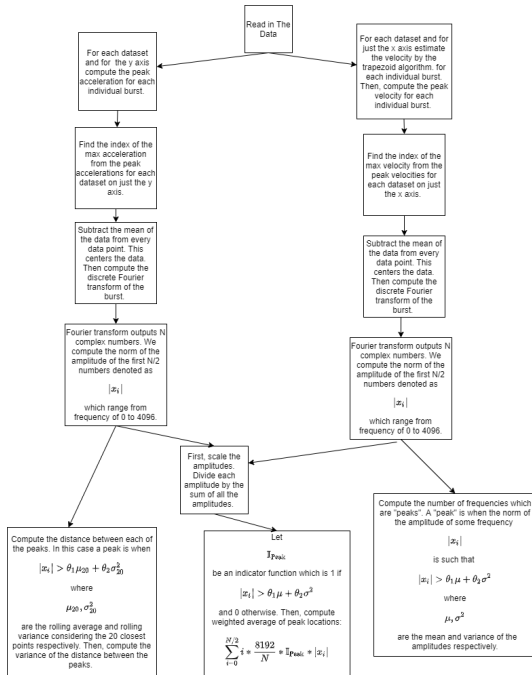 Read in The
Data
For each dataset
and for the y axis
compute the peak
acceleration for each
individual burst.
For each dataset and for
just the x axis estimate
the velocity by the
trapezoid algorithm. for
each individual burst.
Then, compute the peak
velocity for each
individual burst.
Find the index of the
max acceleration
from the peak
accelerations for each
dataset on just the y
axis.
Find the index of the
max velocity from the
peak velocities for
each dataset on just
the x axis.
Subtract the mean of
the data from every
data point. This
centers the data.
Then compute the
discrete Fourier
transform of the
burst.
Subtract the mean of
the data from every
data point. This
centers the data.
Then compute the
discrete Fourier
transform of the
burst.
Fourier transform outputs N
complex numbers. We
compute the norm of the
amplitude of the first N/2
numbers denoted as
|x_i|
which range from
frequency of 0 to 4096.
Fourier transform outputs N
complex numbers. We
compute the norm of the
amplitude of the first N/2
numbers denoted as
|x_i|
which range from
frequency of 0 to 4096.
First, scale the
amplitudes.
Divide each
amplitude by the
sum of all the
amplitudes.
Compute the distance between each of
the peaks. In this case a peak is when
|x_i| > θ_1 μ_20 + θ_2 σ²_20
where
μ_20, σ²_20
are the rolling average and rolling
variance considering the 20 closest
points respectively. Then, compute the
variance of the distance between the
peaks.
Let
𝕀_Peak
be an indicator function which is 1 if
|x_i| > θ_1 μ + θ_2 σ²
and 0 otherwise. Then, compute
weighted average of peak locations:
∑_{i=0}^{N/2} i * 8192/N * 𝕀_Peak * |x_i|
Compute the number of frequencies which
are "peaks". A "peak" is when the norm of
the amplitude of some frequency
|x_i|
is such that
|x_i| > θ_1 μ + θ_2 σ²
where
μ, σ²
are the mean and variance of the
amplitudes respectively.